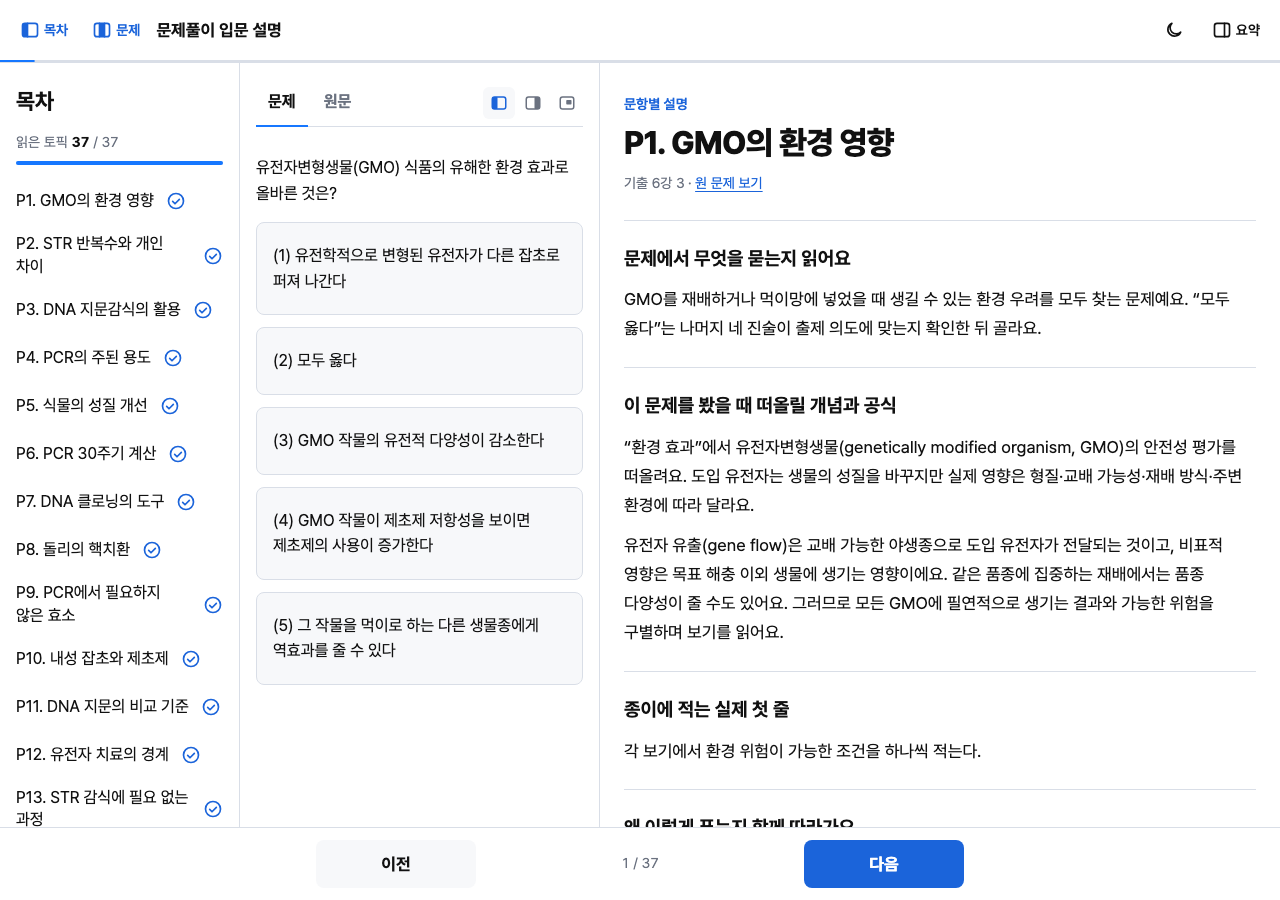 목차
문제
문제풀이 입문 설명
요약
목차
읽은 토픽 37 / 37
P1. GMO의 환경 영향
P2. STR 반복수와 개인
차이
P3. DNA 지문감식의 활용
P4. PCR의 주된 용도
P5. 식물의 성질 개선
P6. PCR 30주기 계산
P7. DNA 클로닝의 도구
P8. 돌리의 핵치환
P9. PCR에서 필요하지
않은 효소
P10. 내성 잡초와 제초제
P11. DNA 지문의 비교 기준
P12. 유전자 치료의 경계
P13. STR 감식에 필요 없는
과정
문제
원문
유전자변형생물(GMO) 식품의 유해한 환경 효과로
올바른 것은?
(1) 유전학적으로 변형된 유전자가 다른 잡초로
퍼져 나간다
(2) 모두 옳다
(3) GMO 작물의 유전적 다양성이 감소한다
(4) GMO 작물이 제초제 저항성을 보이면
제초제의 사용이 증가한다
(5) 그 작물을 먹이로 하는 다른 생물종에게
역효과를 줄 수 있다
문항별 설명
P1. GMO의 환경 영향
기출 6강 3 · 원 문제 보기
문제에서 무엇을 묻는지 읽어요
GMO를 재배하거나 먹이망에 넣었을 때 생길 수 있는 환경 우려를 모두 찾는 문제예요. “모두
옳다”는 나머지 네 진술이 출제 의도에 맞는지 확인한 뒤 골라요.
이 문제를 봤을 때 떠올릴 개념과 공식
“환경 효과”에서 유전자변형생물(genetically modified organism, GMO)의 안전성 평가를
떠올려요. 도입 유전자는 생물의 성질을 바꾸지만 실제 영향은 형질·교배 가능성·재배 방식·주변
환경에 따라 달라요.
유전자 유출(gene flow)은 교배 가능한 야생종으로 도입 유전자가 전달되는 것이고, 비표적
영향은 목표 해충 이외 생물에 생기는 영향이에요. 같은 품종에 집중하는 재배에서는 품종
다양성이 줄 수도 있어요. 그러므로 모든 GMO에 필연적으로 생기는 결과와 가능한 위험을
구별하며 보기를 읽어요.
종이에 적는 실제 첫 줄
각 보기에서 환경 위험이 가능한 조건을 하나씩 적는다.
왜 이렇게 푸는지 함께 따라가요
이전
1 / 37
다음